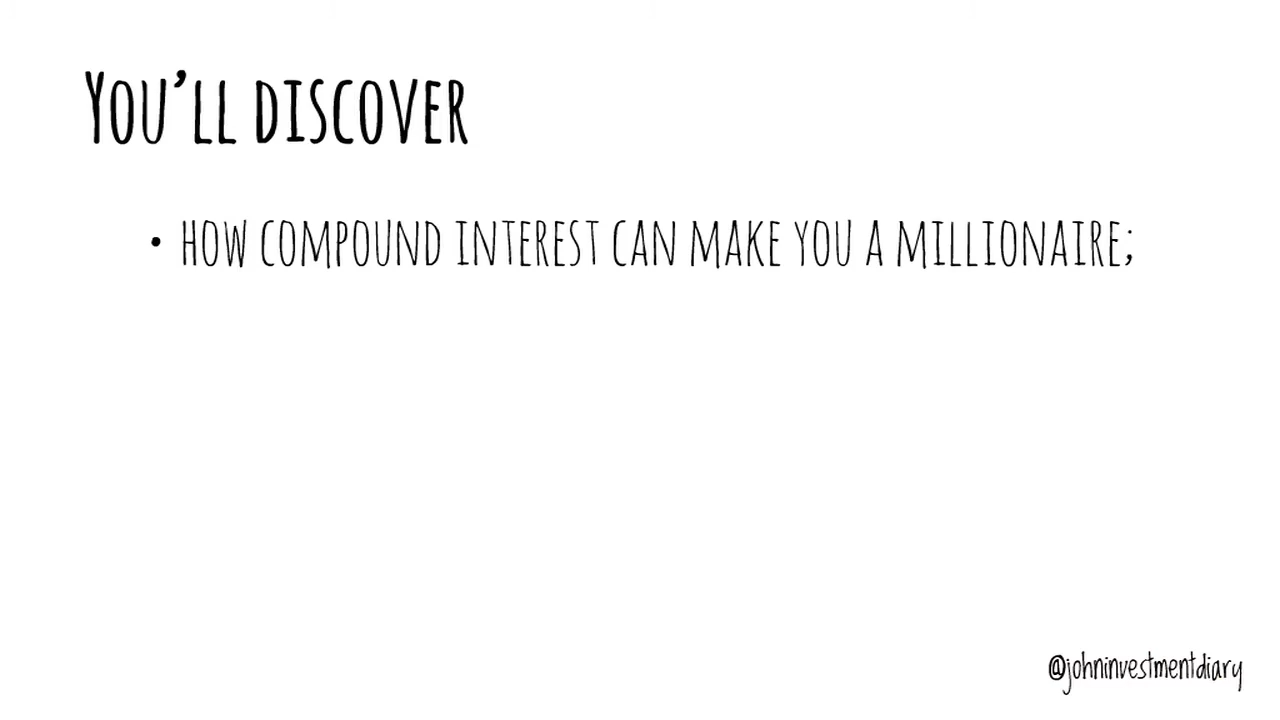 You'll discover
• how compound interest can make you a millionaire;
@johninvestmentdiary